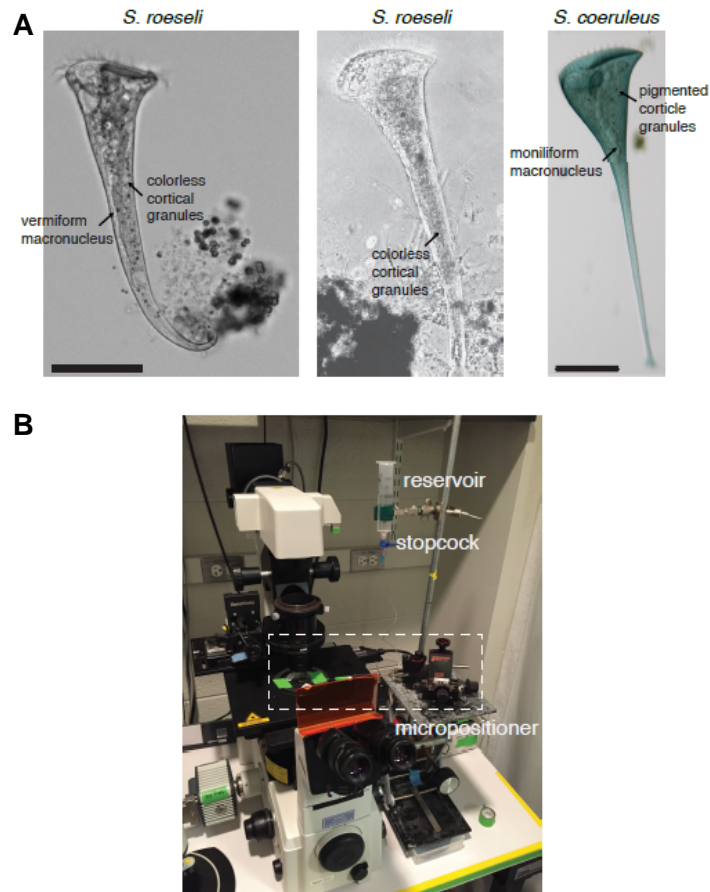 A
S. roeseli
S. roeseli
S. coeruleus
vermiform
macronucleus
colorless
cortical
granules
colorless
cortical
granules
pigmented
corticle
granules
moniliform
macronucleus
B
reservoir
stopcock
micropositioner